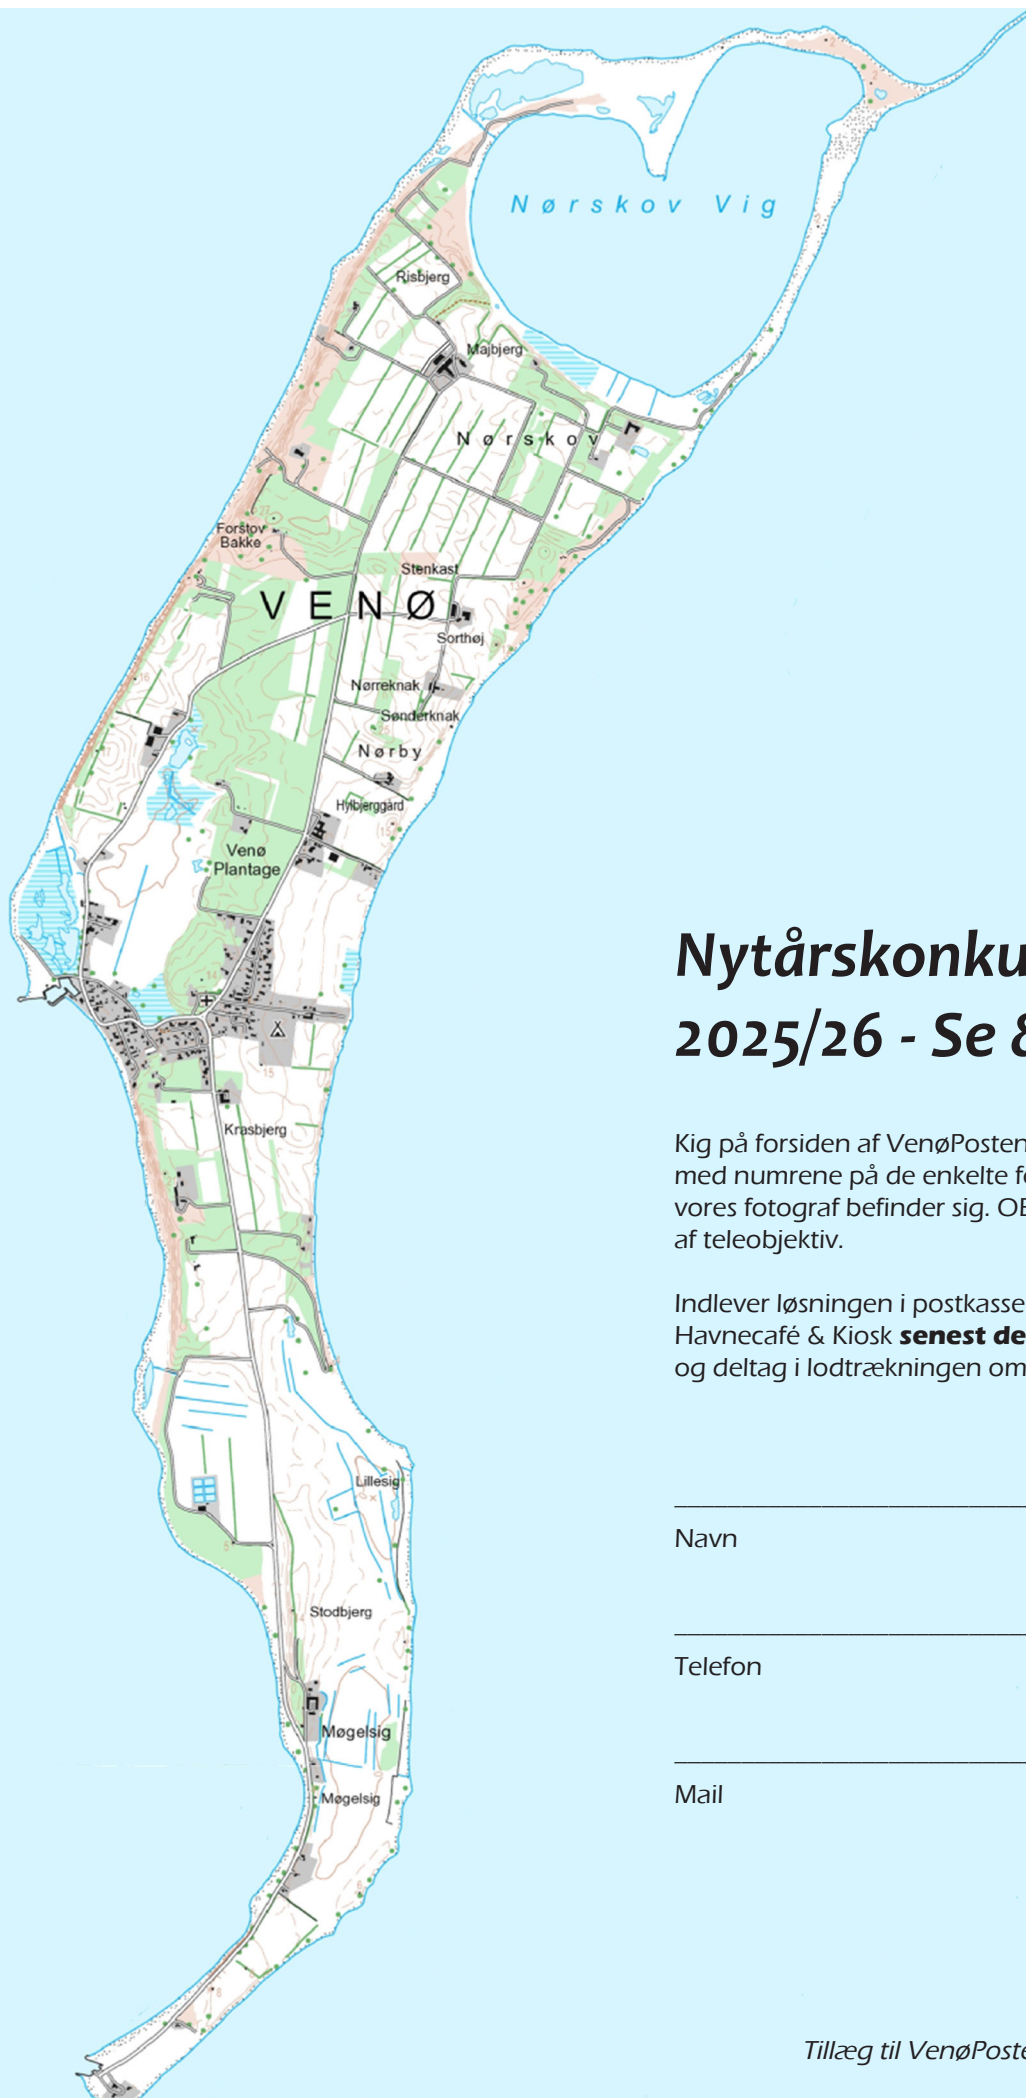 Nørskov Vig
Risbjerg
Majbjerg
Nørskov
Forstov
Bakke
Stenkast
VENØ
Sorthøj
Nørreknak
Sønderknak
Nørby
Hylbjerggård
Venø
Plantage
Krasbjerg
Lillesig
Stodbjerg
Møgelsig
Møgelsig
Nytårskonku
2025/26 - Se &
Kig på forsiden af VenøPosten
med numrene på de enkelte fo
vores fotograf befinder sig. OB
af teleobjektiv.
Indlever løsningen i postkasse
Havnecafé & Kiosk senest de
og deltag i lodtrækningen om
Navn
Telefon
Mail
Tillæg til VenøPoste